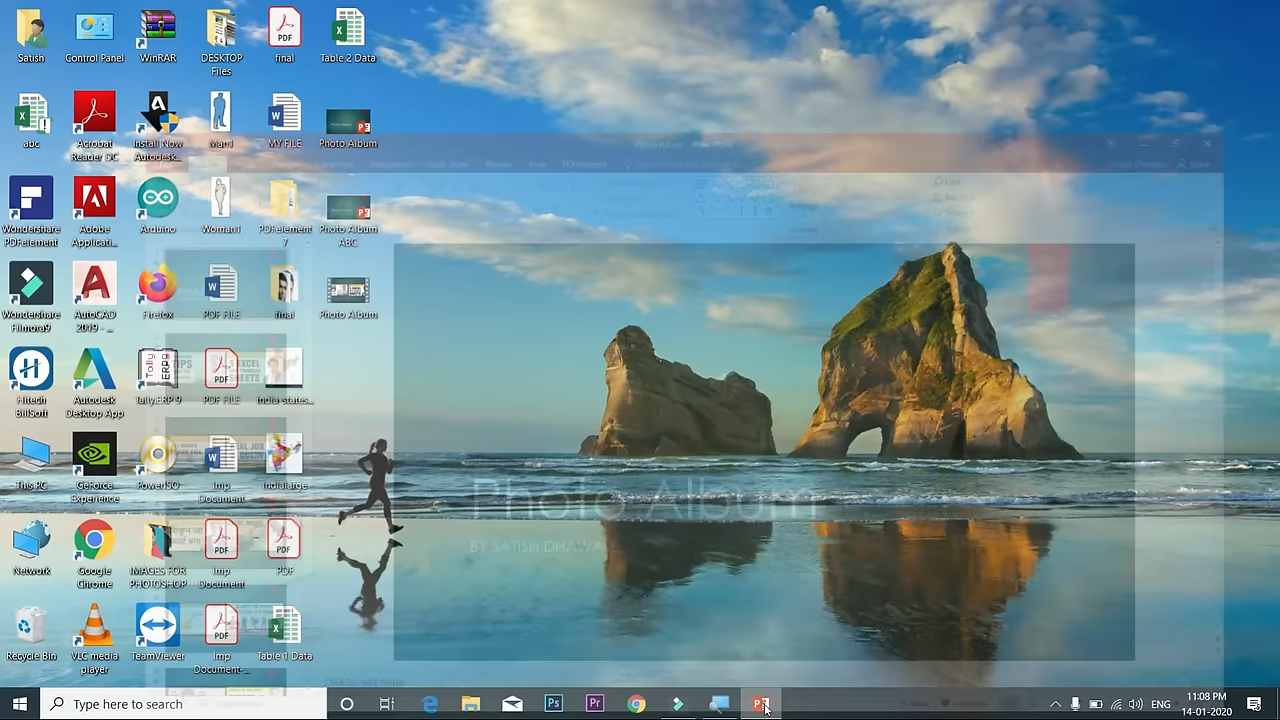 Satish
Control Panel
WinRAR
DESKTOP
Files
final
Table 2 Data
abc
Acrobat
Reader DC
Install Now
Autodesk...
Man1
MY FILE
Photo Album
Wondershare
PDFelement
Adobe
Applicati...
Arduino
Woman1
PDFelement
7
Photo Album
ABC
Wondershare
Filmora9
AutoCAD
2019 - ...
Firefox
PDF FILE
final
Photo Album
Hitech
BillSoft
Autodesk
Desktop App
Tally.ERP 9
PDF FILE
india-states...
This PC
GeForce
Experience
PowerISO
Imp
Document
indialarge
Network
Google
Chrome
IMAGES FOR
PHOTOSHOP
Imp
Document
PDF
Recycle Bin
VLC media
player
TeamViewer
Imp
Document-...
Table 1 Data
Photo Album
BY SATISH DHAWALE
Type here to search
ENG
11:08 PM
14-01-2020